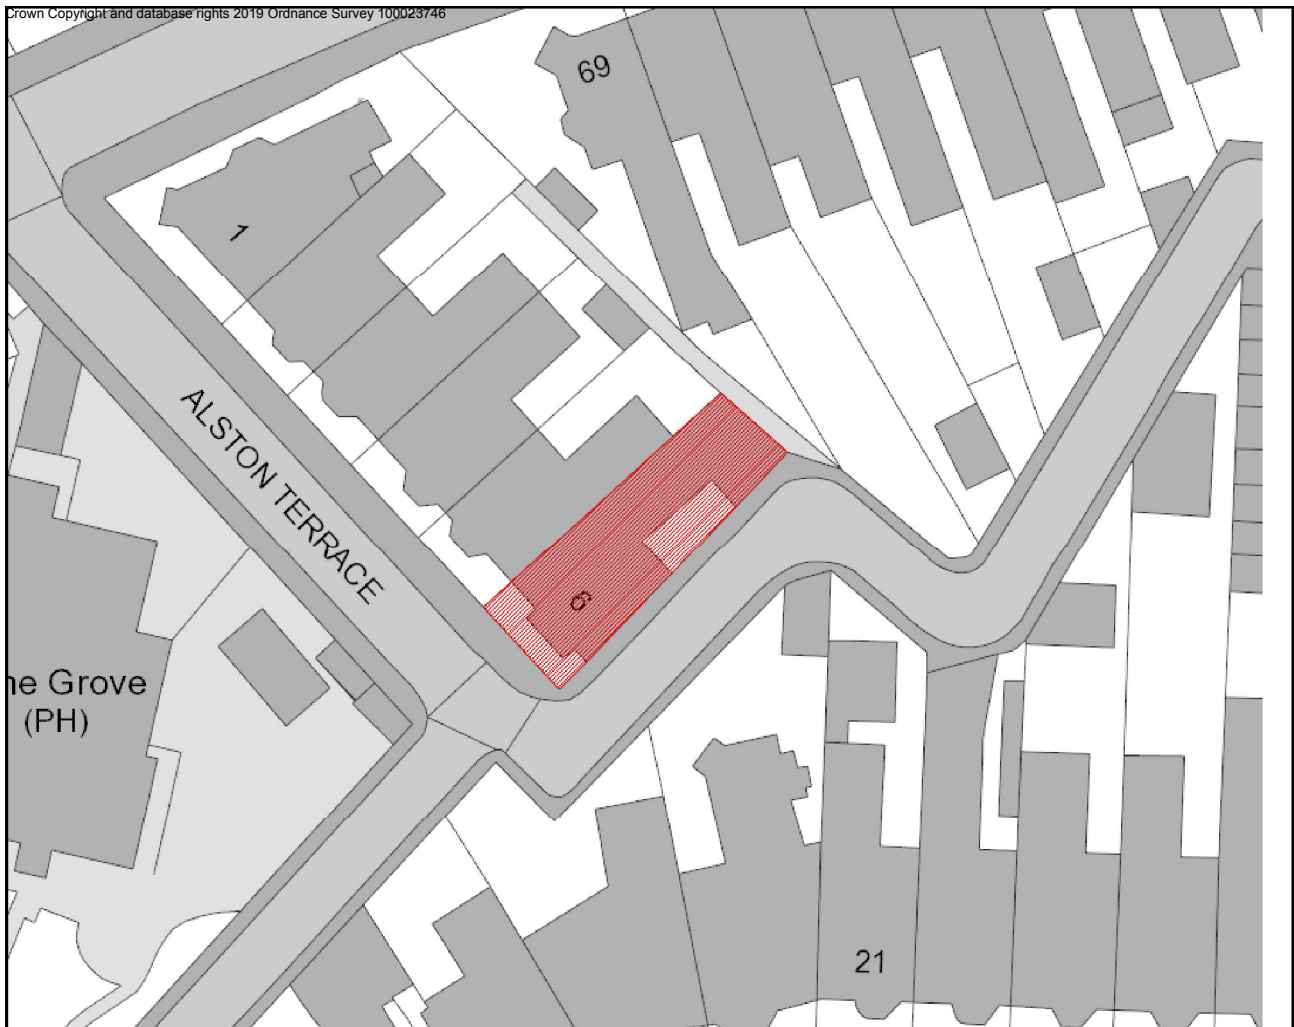 Crown Copyright and database rights 2019 Ordnance Survey 100023746
69
1
ALSTON TERRACE
6
he Grove
(PH)
21